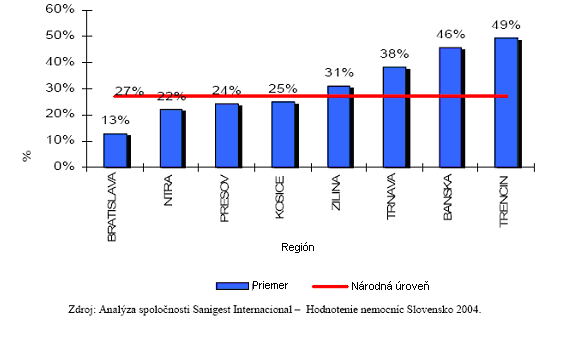 60%
50%
40%
30%
20%
10%
0%
%
27%
13%
22%
24%
25%
31%
38%
46%
49%
BRATISLAVA
NTRA
PRESOV
KOSICE
ZILINA
TRNAVA
BANSKA
TRENCIN
Región
Priemer
Národná úroveň
Zdroj: Analýza spoločnosti Sanigest Internacional – Hodnotenie nemocníc Slovensko 2004.